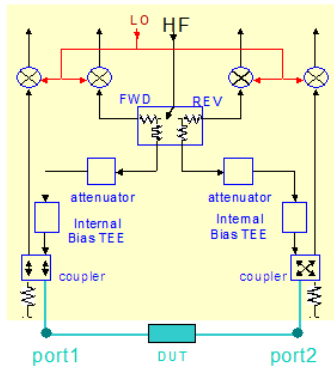 LO HF
FWD REV
attenuator attenuator
Internal Internal
Bias TEE Bias TEE
coupler coupler
port1 DUT port2